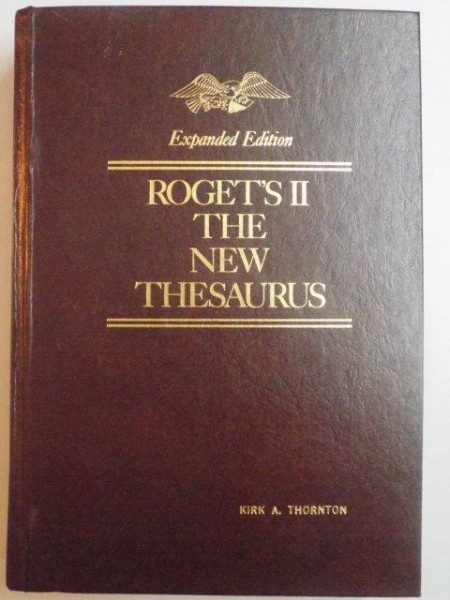 Expanded Edition
ROGET'S II
THE
NEW
THESAURUS
KIRK A. THORNTON